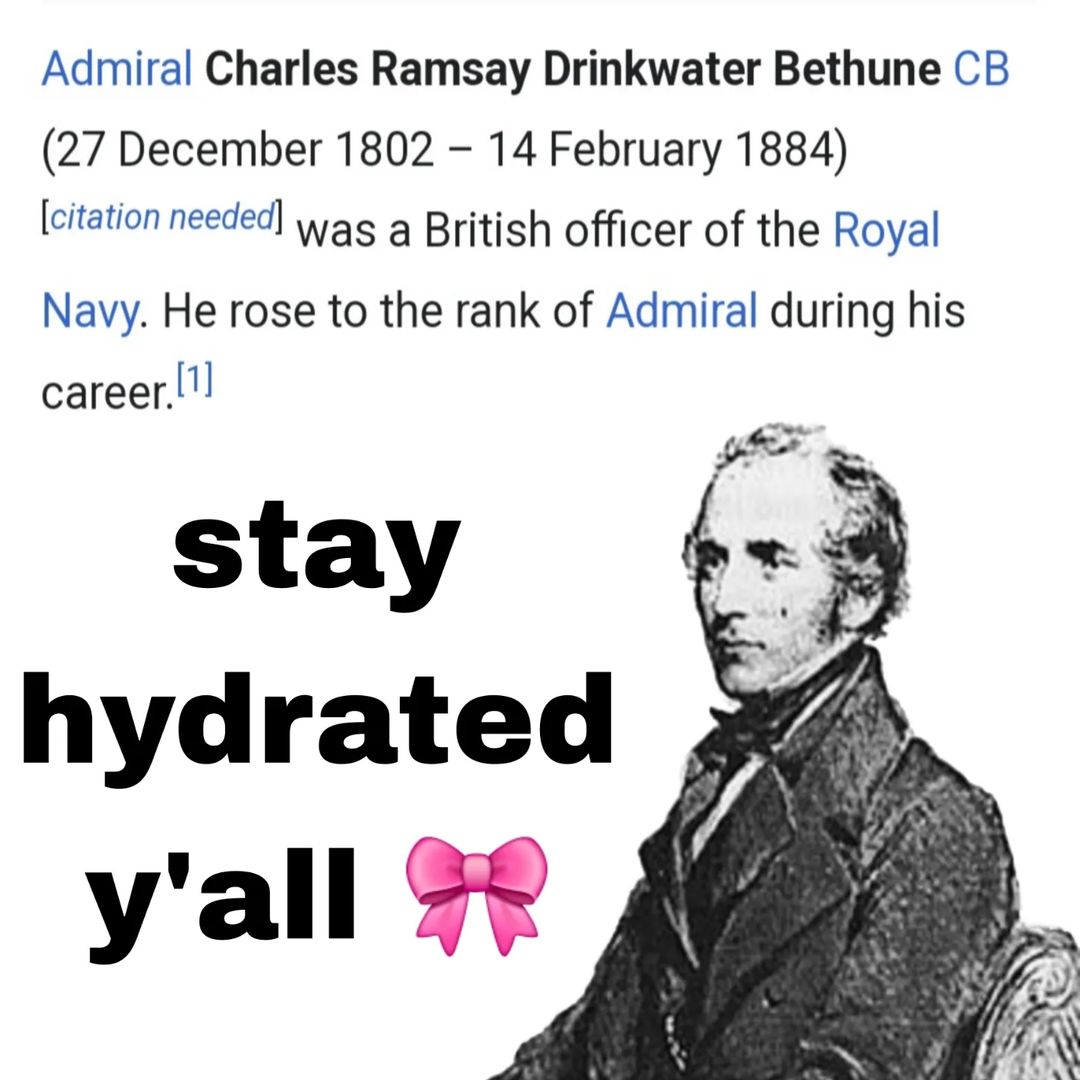 Admiral Charles Ramsay Drinkwater Bethune CB
(27 December 1802 – 14 February 1884)
[citation needed] was a British officer of the Royal
Navy. He rose to the rank of Admiral during his
career.[1]
stay
hydrated
y'all 🎀